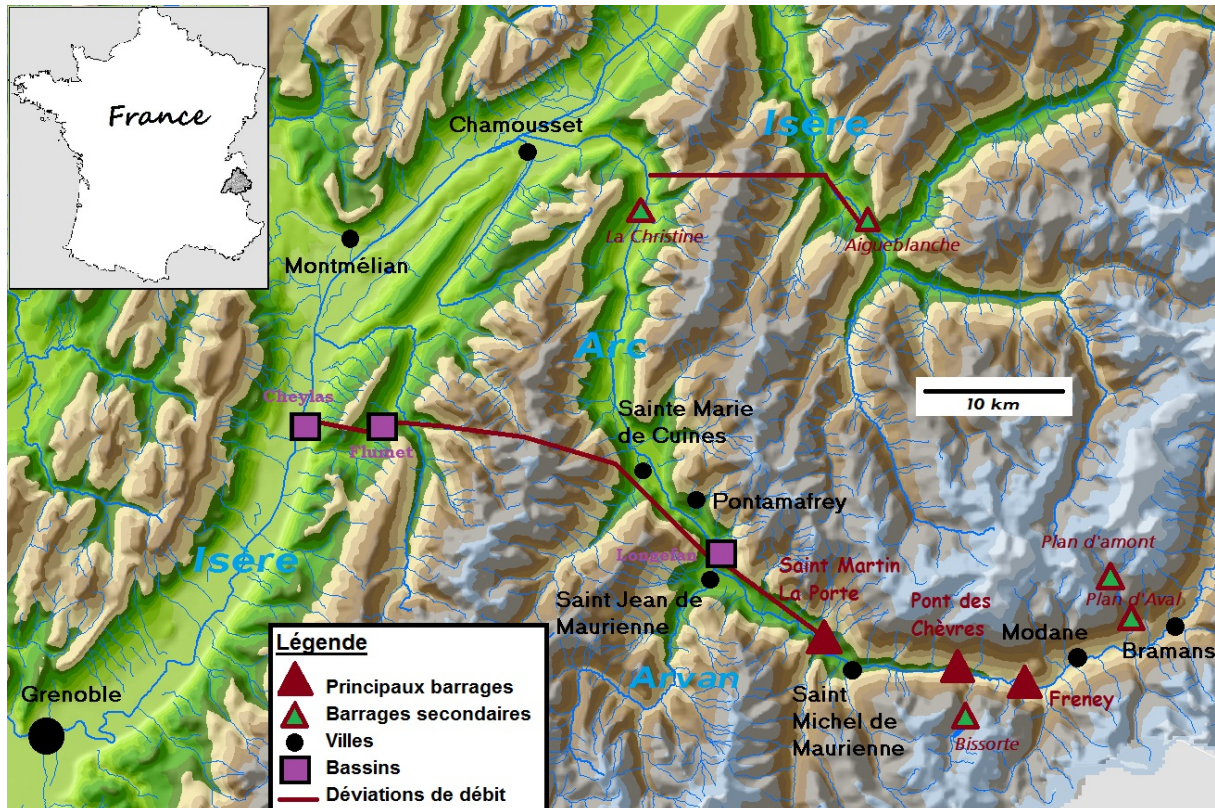 France
Chamousset
Isère
La Christine
Aigueblanche
Montmélian
Arc
10 km
Cheylas
Flumet
Sainte Marie
de Cuines
Pontamafrey
Isère
Longefan
Saint Martin
La Porte
Plan d'amont
Plan d'Aval
Saint Jean de
Maurienne
Pont des
Chèvres
Modane
Bramans
Arvan
Saint
Michel de
Maurienne
Freney
Bissorte
Grenoble
Légende
Principaux barrages
Barrages secondaires
Villes
Bassins
Déviations de débit